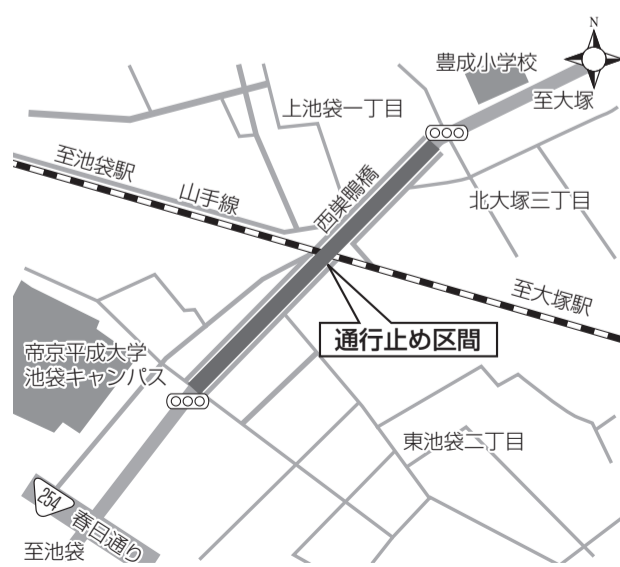 N
豊成小学校
至大塚
上池袋一丁目
至池袋駅
山手線
西巣鴨橋
北大塚三丁目
至大塚駅
通行止め区間
帝京平成大学
池袋キャンパス
東池袋二丁目
254
春日通り
至池袋